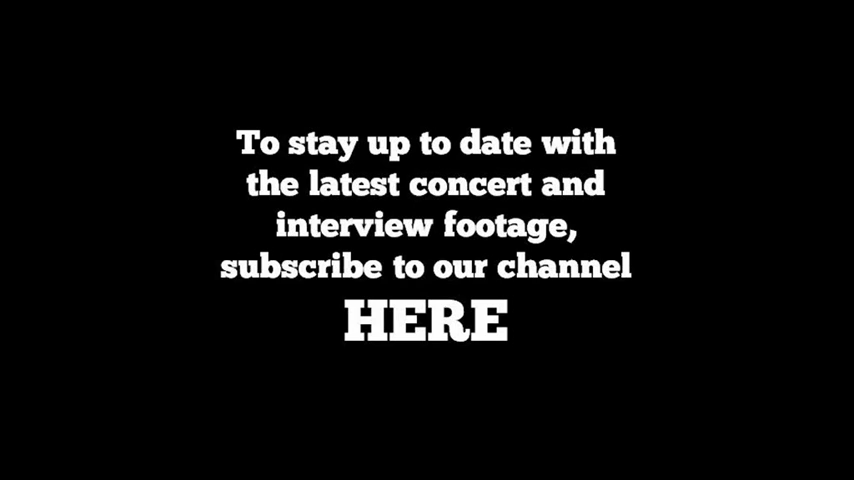 To stay up to date with
the latest concert and
interview footage,
subscribe to our channel
HERE